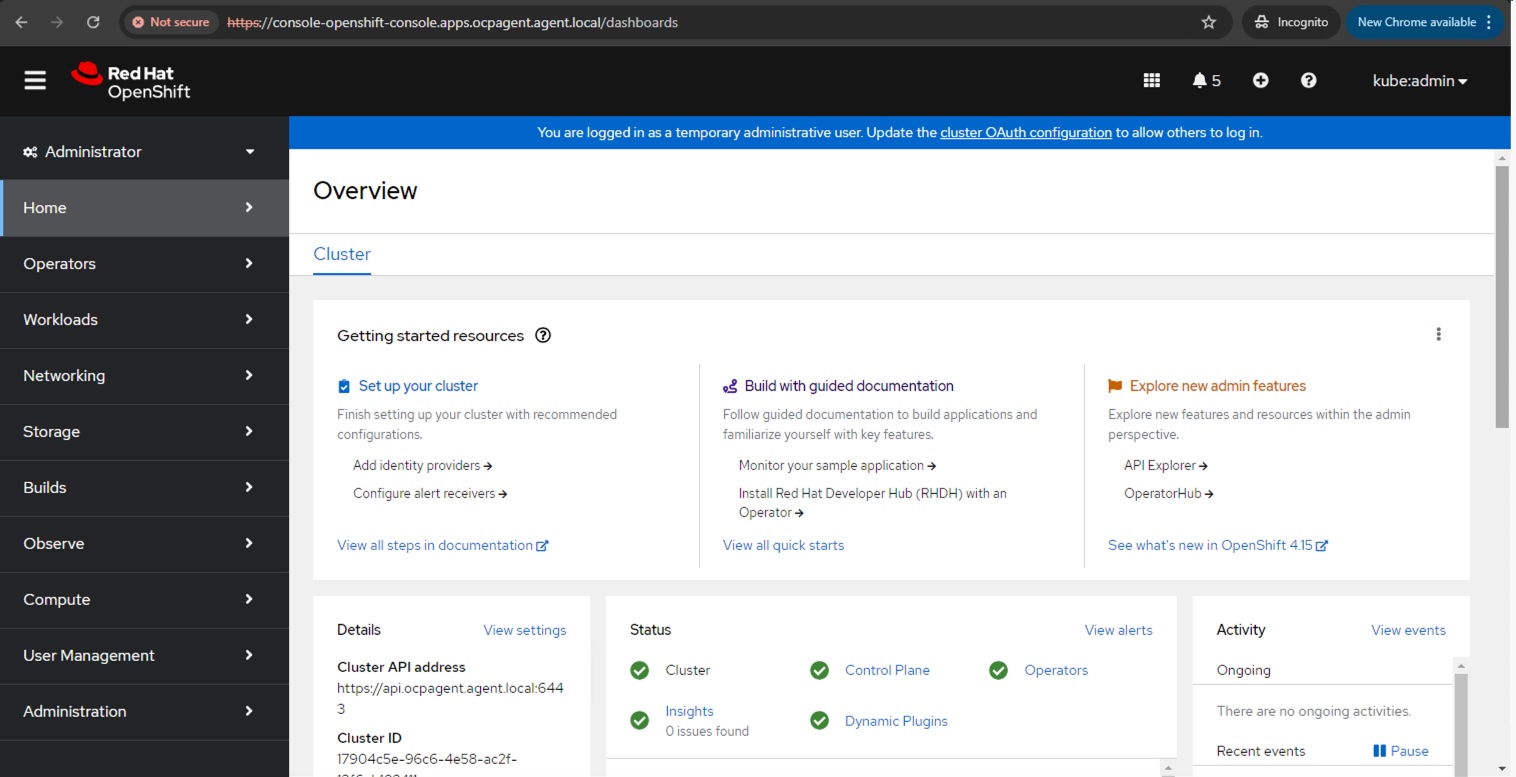 Not secure
https://console-openshift-console.apps.ocpagent.agent.local/dashboards
Incognito
New Chrome available
Red Hat
OpenShift
5
kube:admin
You are logged in as a temporary administrative user. Update the cluster OAuth configuration to allow others to log in.
Administrator
Home
Operators
Workloads
Networking
Storage
Builds
Observe
Compute
User Management
Administration
Overview
Cluster
Getting started resources
Set up your cluster
Finish setting up your cluster with recommended
configurations.
Add identity providers
Configure alert receivers
View all steps in documentation
Build with guided documentation
Follow guided documentation to build applications and
familiarize yourself with key features.
Monitor your sample application
Install Red Hat Developer Hub (RHDH) with an
Operator
View all quick starts
Explore new admin features
Explore new features and resources within the admin
perspective.
API Explorer
OperatorHub
See what's new in OpenShift 4.15
Details
View settings
Cluster API address
https://api.ocpagent.agent.local:644
3
Cluster ID
17904c5e-96c6-4e58-ac2f-
Status
View alerts
Cluster
Control Plane
Operators
Insights
0 issues found
Dynamic Plugins
Activity
View events
Ongoing
There are no ongoing activities.
Recent events
Pause